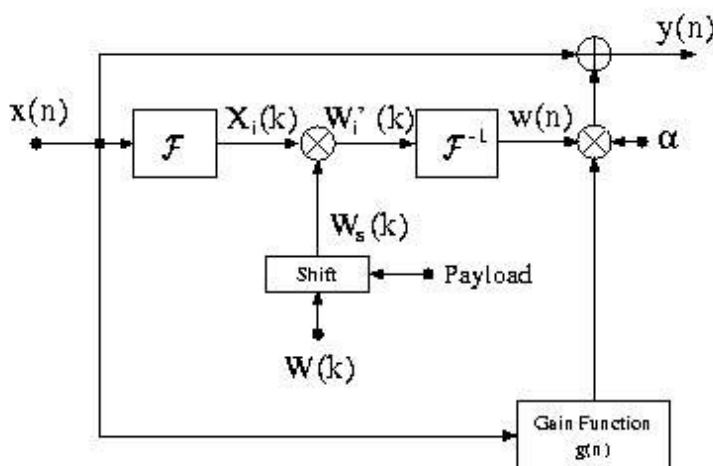 y(n)
x(n)
X_i(k)
W_i' (k)
w(n)
ℱ
ℱ^-1
α
W_s(k)
Shift
Payload
W(k)
Gain Function
g(n)